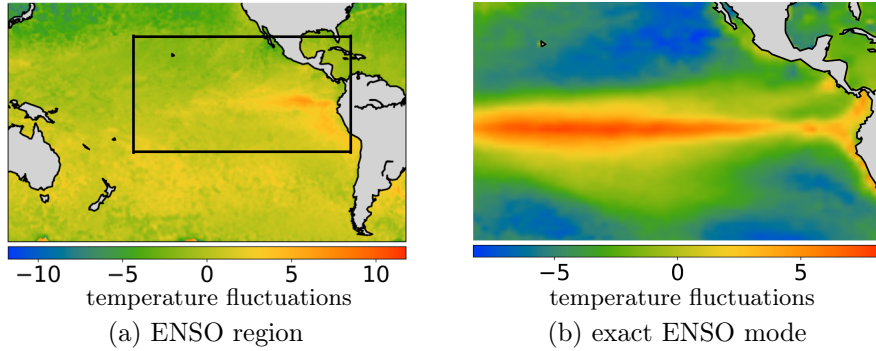 −10 −5 0 5 10
temperature fluctuations
(a) ENSO region
−5 0 5
temperature fluctuations
(b) exact ENSO mode